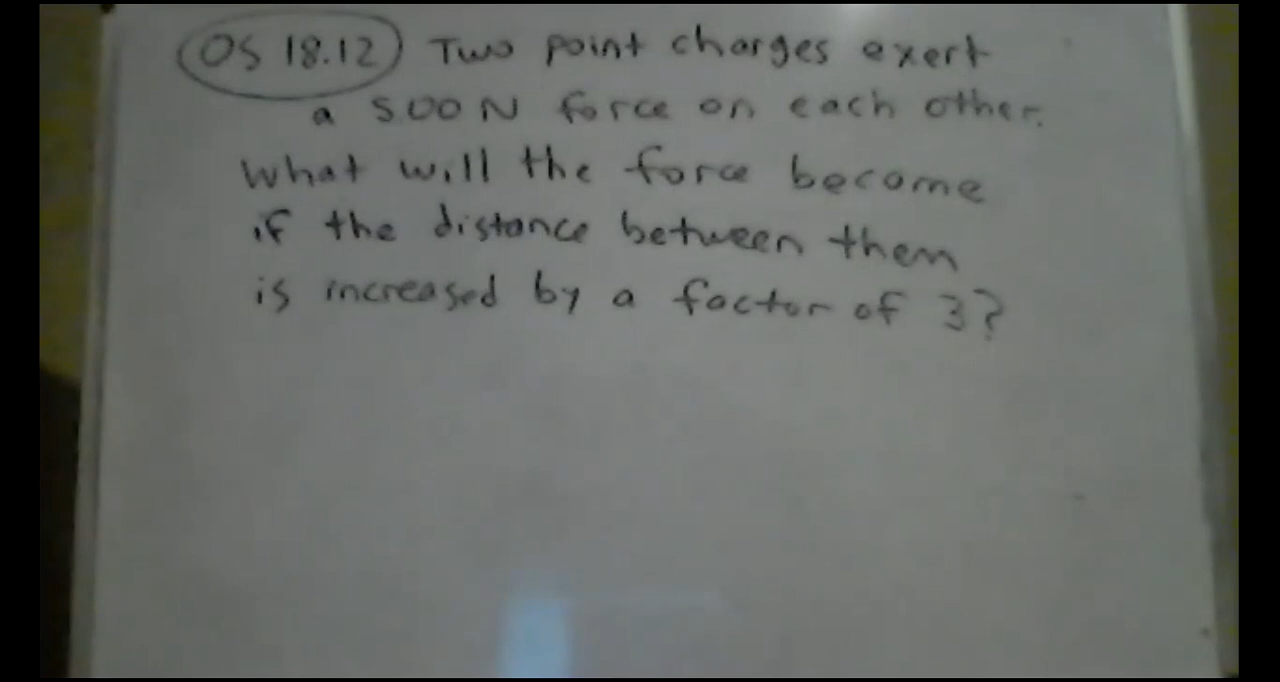 OS 18.12 Two point charges exert
a 500 N force on each other.
What will the force become
if the distance between them
is increased by a factor of 3?